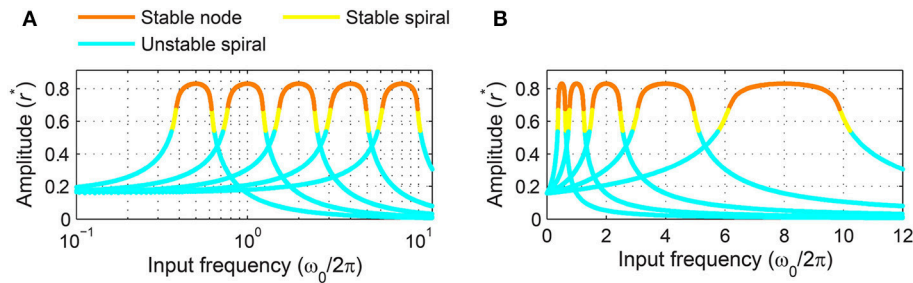 A
Stable node
Stable spiral
Unstable spiral
Amplitude (r*)
0.8
0.6
0.4
0.2
0
10⁻¹
10⁰
10¹
Input frequency (ω₀/2π)
B
Amplitude (r*)
0.8
0.6
0.4
0.2
0
0
2
4
6
8
10
12
Input frequency (ω₀/2π)